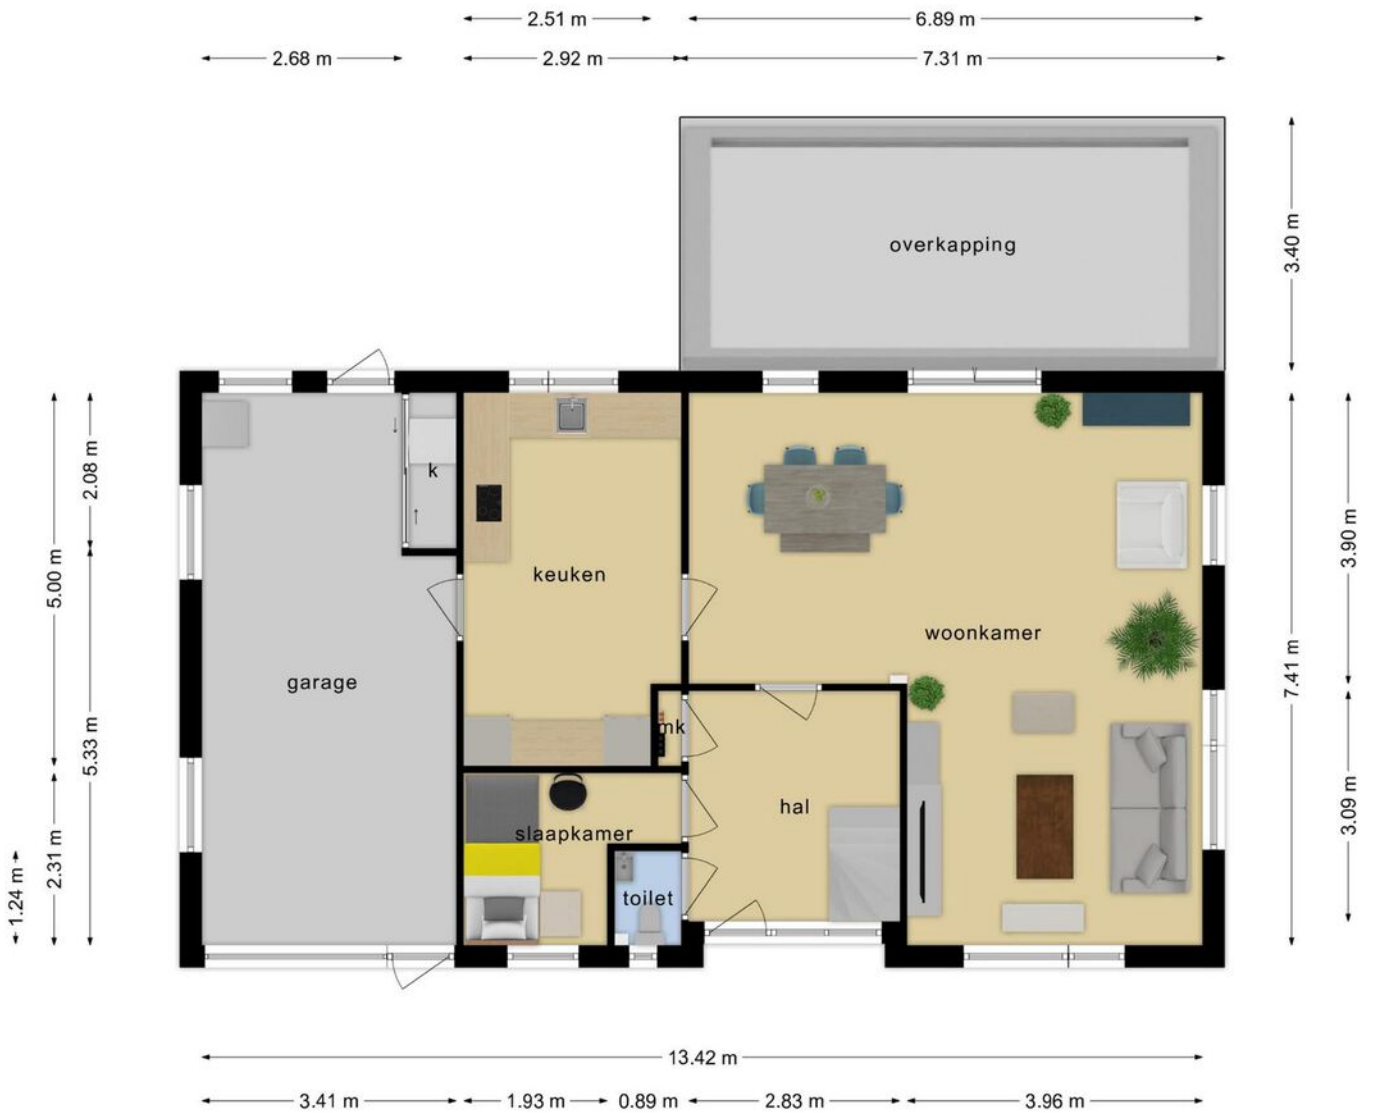 2.51 m
6.89 m
2.68 m
2.92 m
7.31 m
3.40 m
overkapping
k
2.08 m
3.90 m
5.00 m
keuken
woonkamer
garage
7.41 m
5.33 m
mk
hal
3.09 m
slaapkamer
2.31 m
1.24 m
toilet
13.42 m
3.41 m
1.93 m
0.89 m
2.83 m
3.96 m